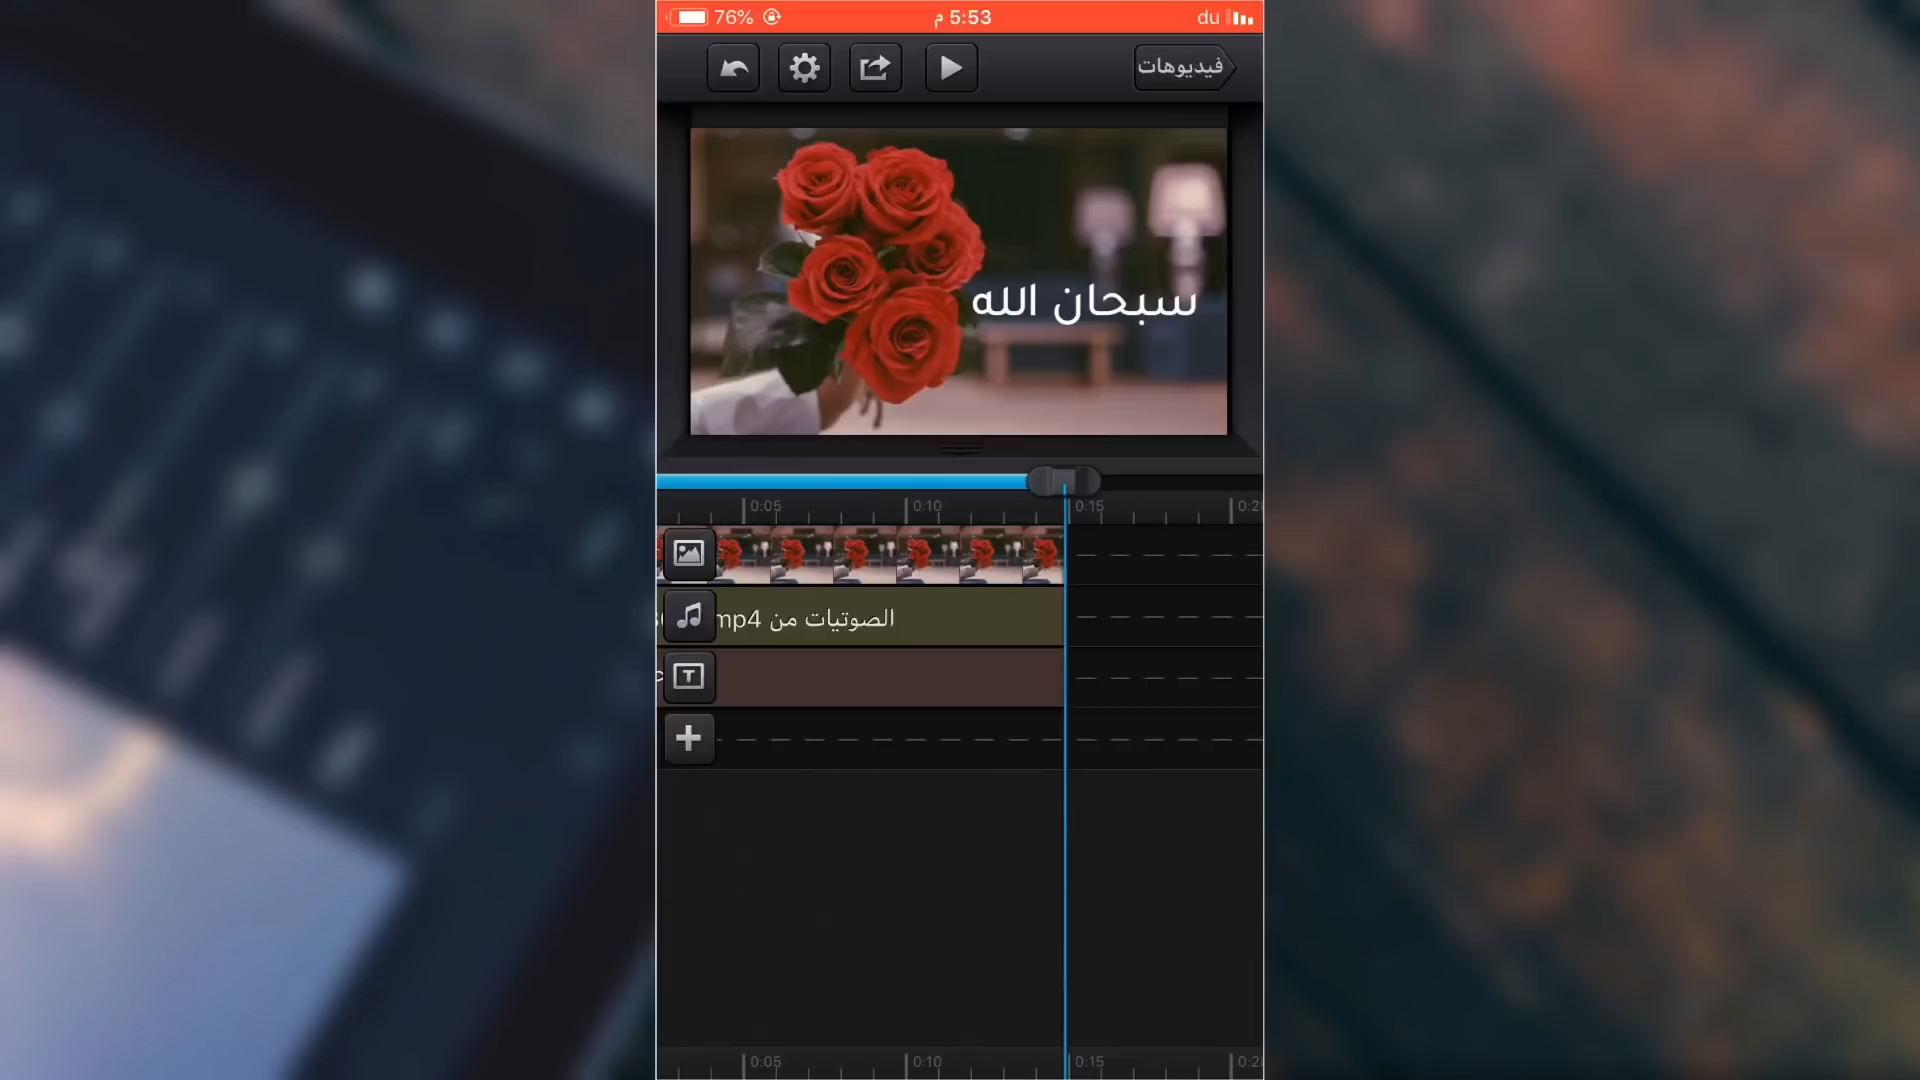 76% 5:53 م du
فيديوهات
سبحان الله
0:05 0:10 0:15
الصوتيات من mp4
0:05 0:10 0:15